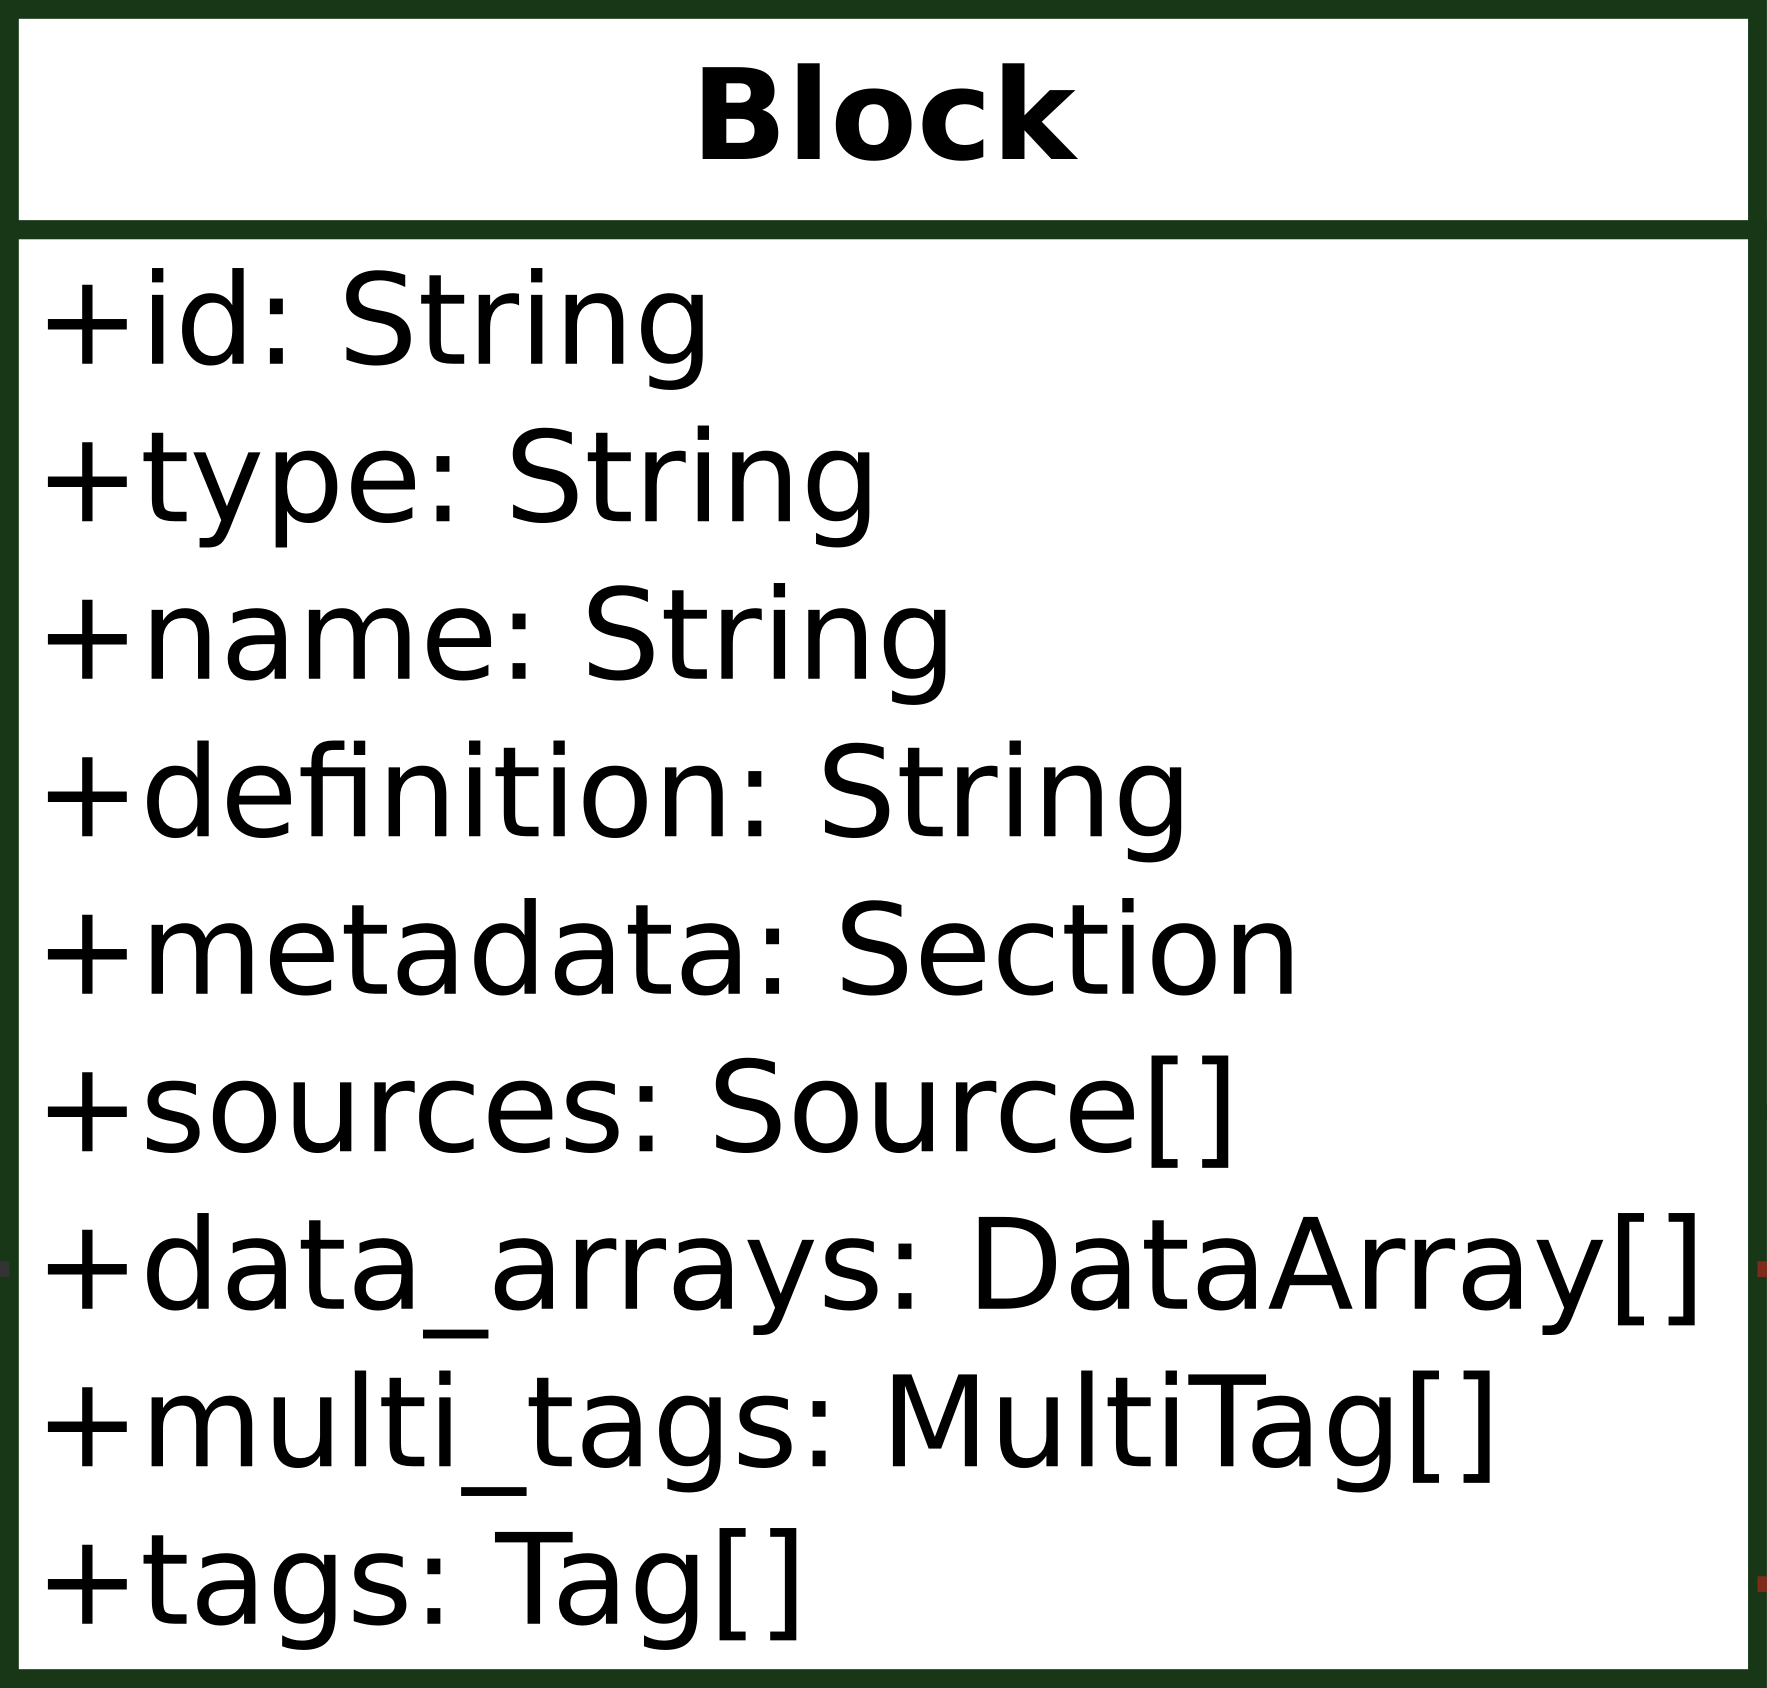 Block
+id: String
+type: String
+name: String
+definition: String
+metadata: Section
+sources: Source[]
+data_arrays: DataArray[]
+multi_tags: MultiTag[]
+tags: Tag[]